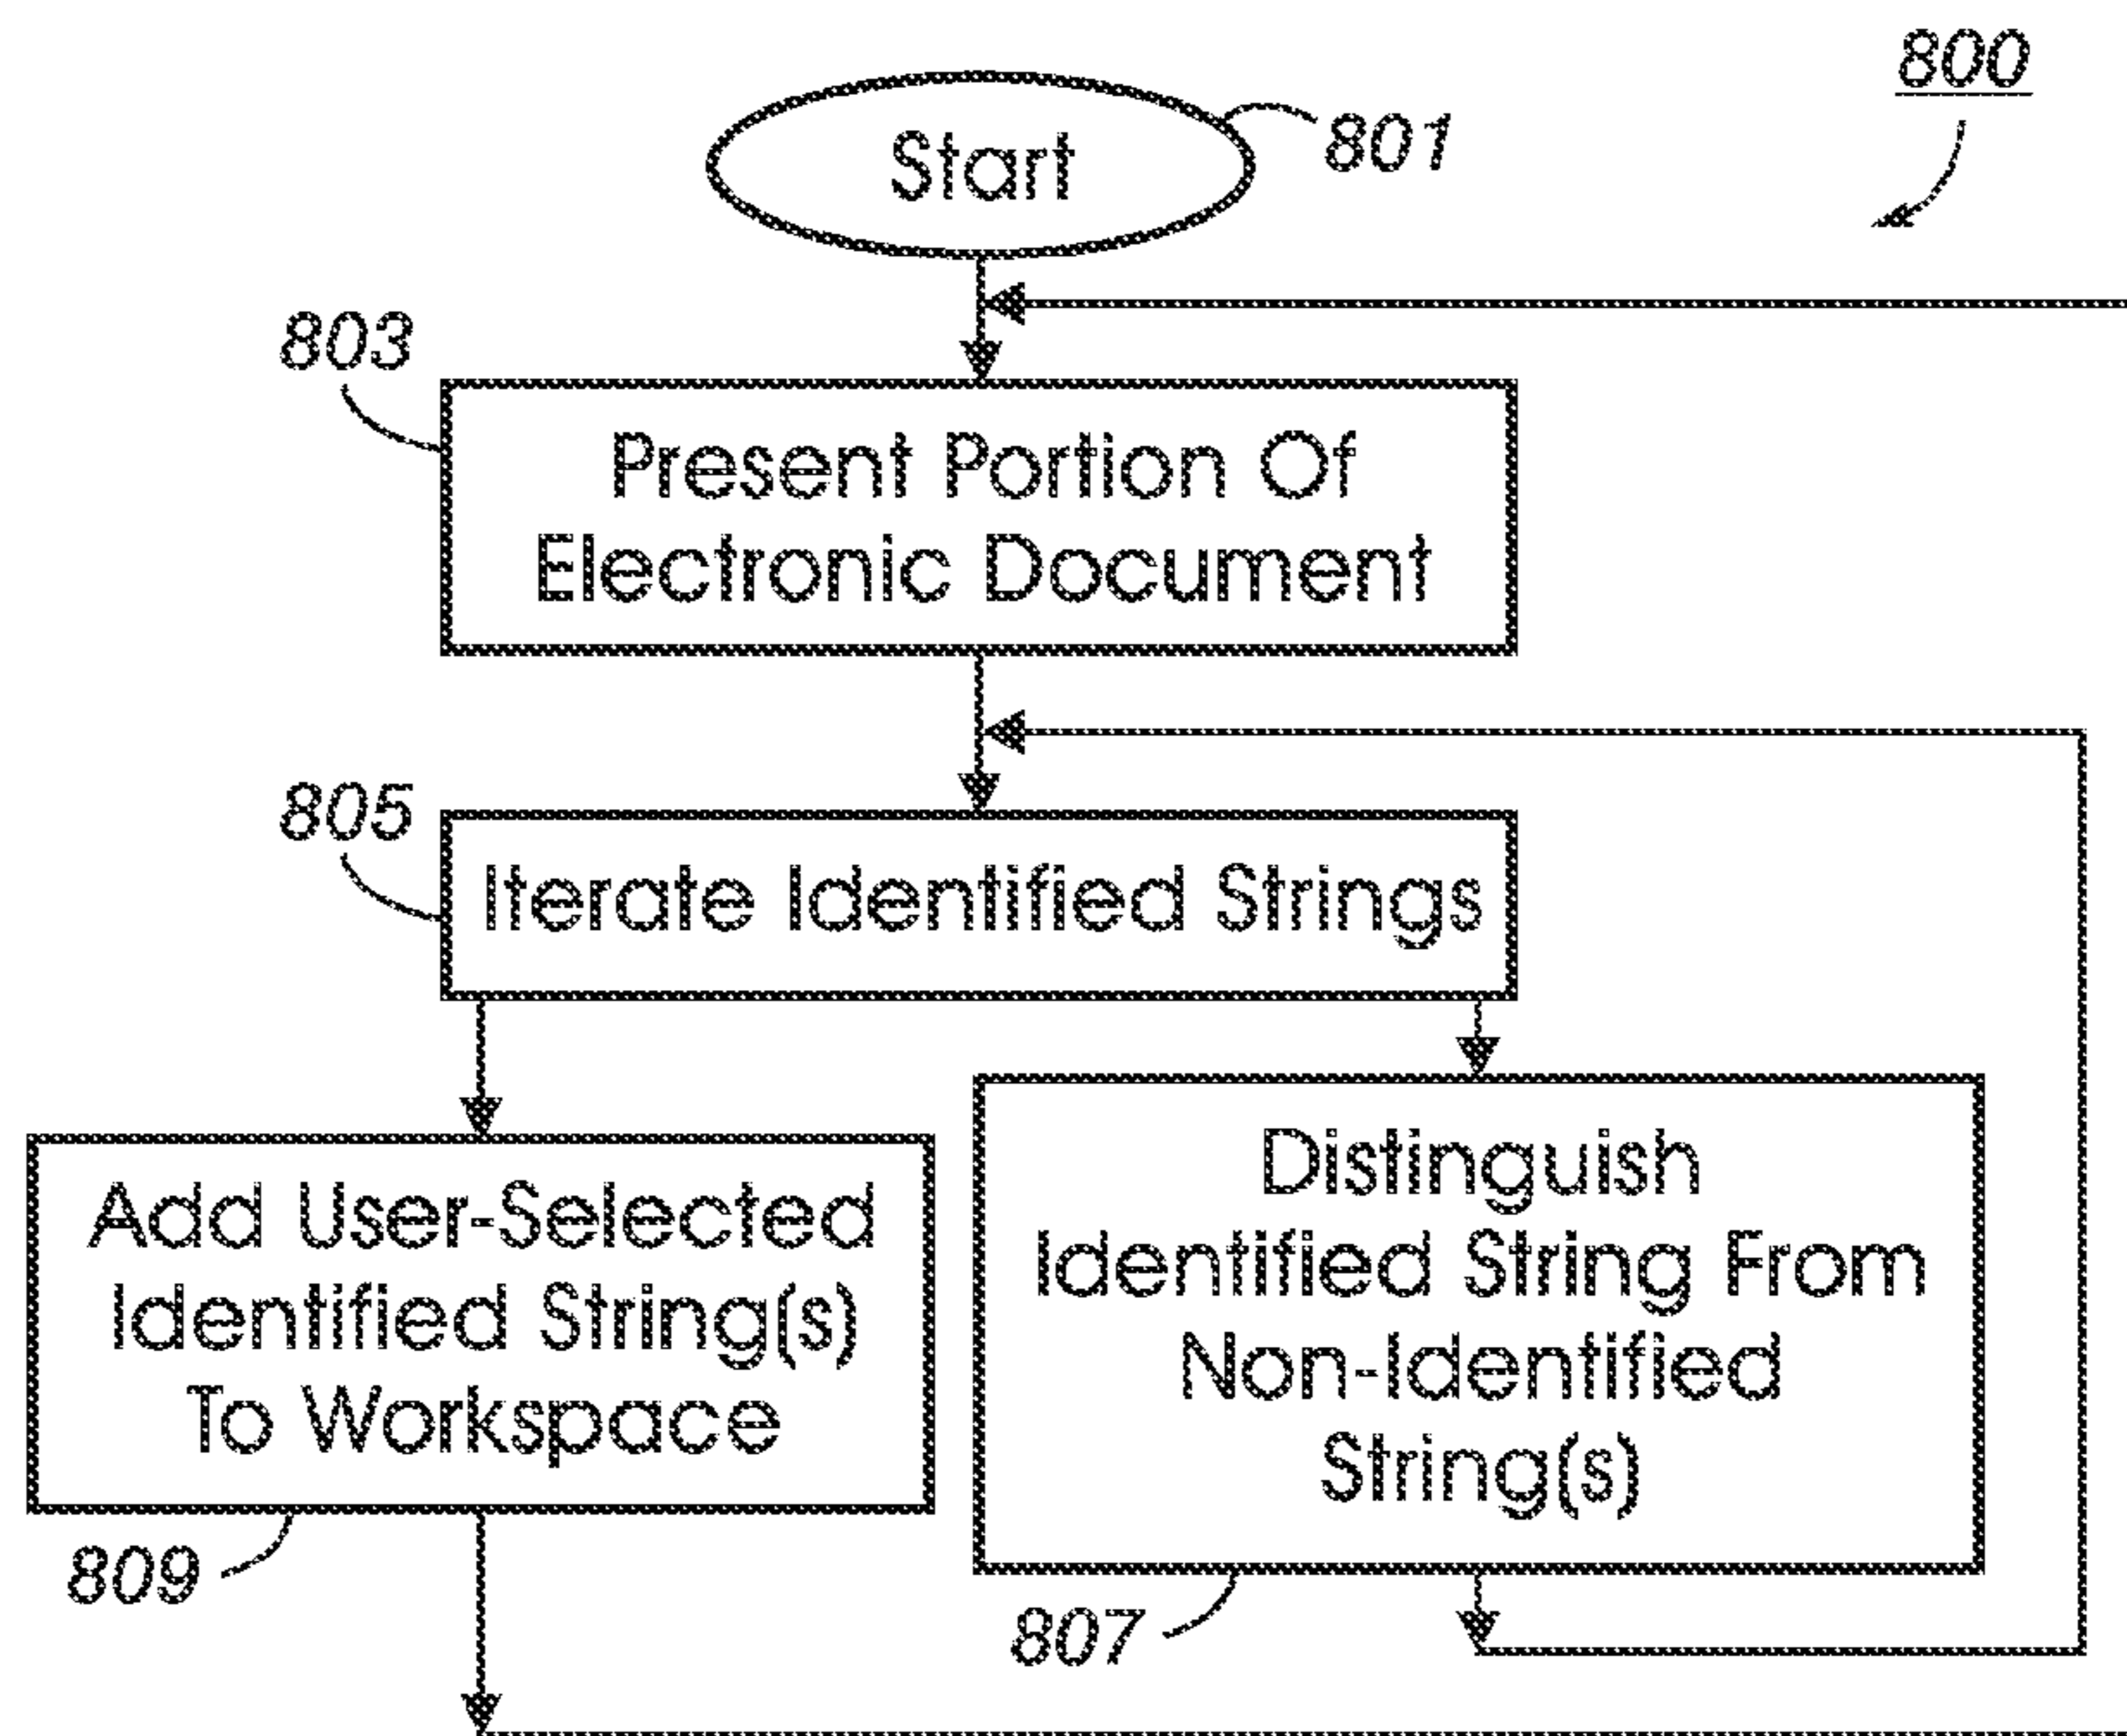 800
Start
801
803
Present Portion Of
Electronic Document
805
Iterate Identified Strings
Add User-Selected
Identified String(s)
To Workspace
809
Distinguish
Identified String From
Non-Identified
String(s)
807